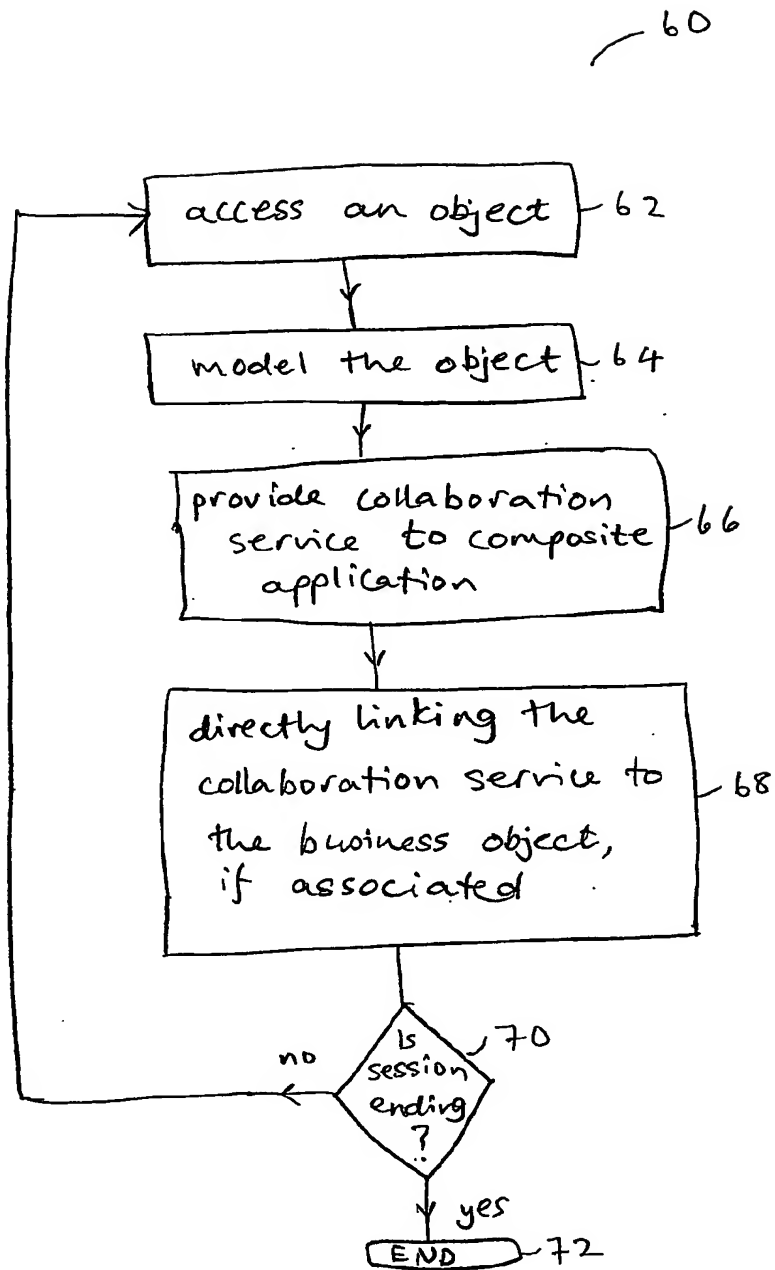 60
access an object
62
model the object
64
provide collaboration
service to composite
application
66
directly linking the
collaboration service to
the business object,
if associated
68
Is
session
ending
?
70
no
yes
END
72